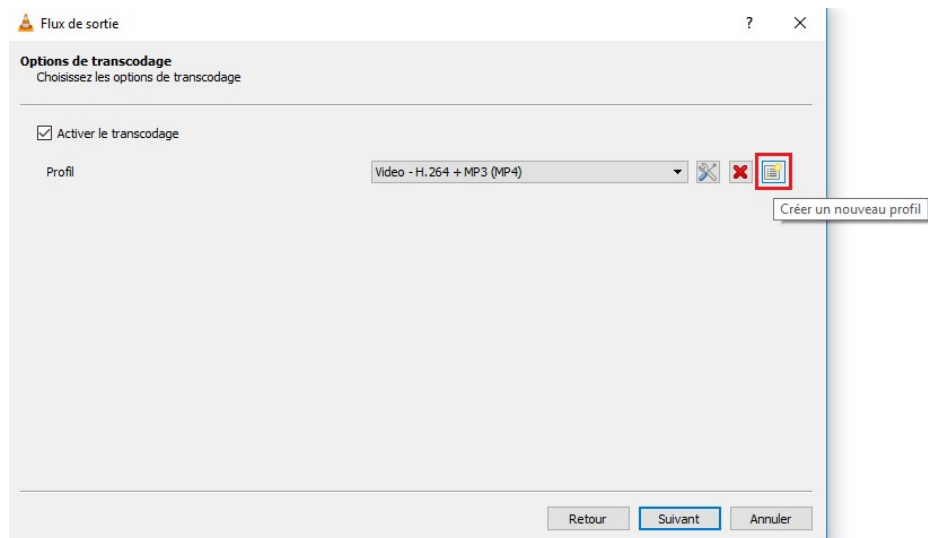 Flux de sortie
?
Options de transcodage
Choisissez les options de transcodage
Activer le transcodage
Profil
Video - H.264 + MP3 (MP4)
Créer un nouveau profil
Retour
Suivant
Annuler